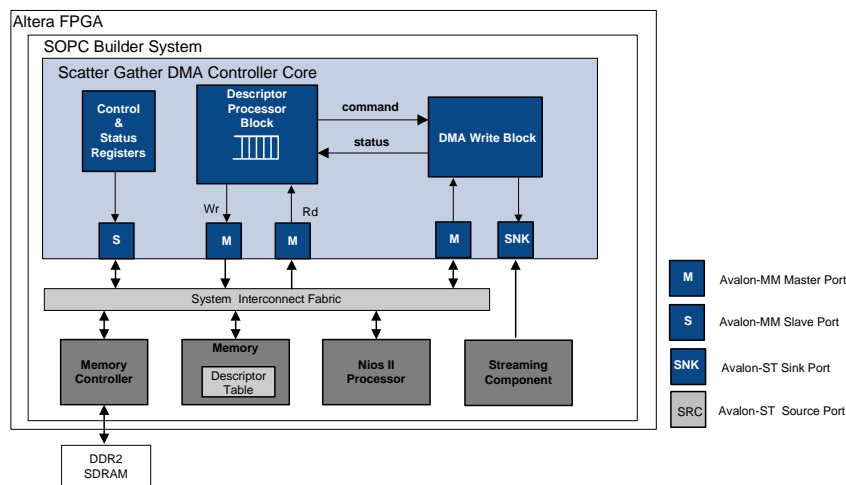 Altera FPGA
SOPC Builder System
Scatter Gather DMA Controller Core
Control
&
Status
Registers
Descriptor
Processor
Block
command
status
DMA Write Block
Wr
Rd
S
M
M
M
SNK
System Interconnect Fabric
Memory
Controller
Memory
Descriptor
Table
Nios II
Processor
Streaming
Component
DDR2
SDRAM
M
Avalon-MM Master Port
S
Avalon-MM Slave Port
SNK
Avalon-ST Sink Port
SRC
Avalon-ST Source Port